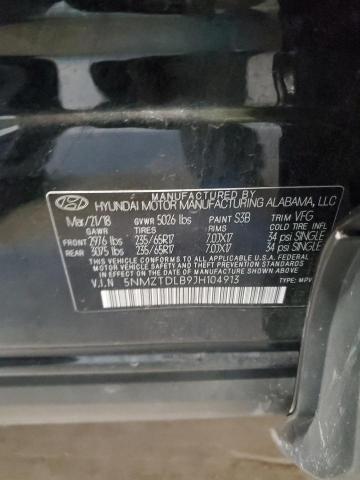 MANUFACTURED BY
HYUNDAI MOTOR MANUFACTURING ALABAMA, LLC
Mar/21/18 GVWR 5026 lbs PAINT S3B TRIM VFG
GAWR TIRES RIMS COLD TIRE INFL
FRONT 2976 lbs 235/65R17 7.0JX17 34 psi SINGLE
REAR 3075 lbs 235/65R17 7.0JX17 34 psi SINGLE
THIS VEHICLE CONFORMS TO ALL APPLICABLE U.S.A. FEDERAL
MOTOR VEHICLE SAFETY, BUMPER, AND THEFT PREVENTION
STANDARDS IN EFFECT ON THE DATE OF MANUFACTURE SHOWN ABOVE.
V.I.N 5NMZTDLB9JH104913 TYPE: MPV